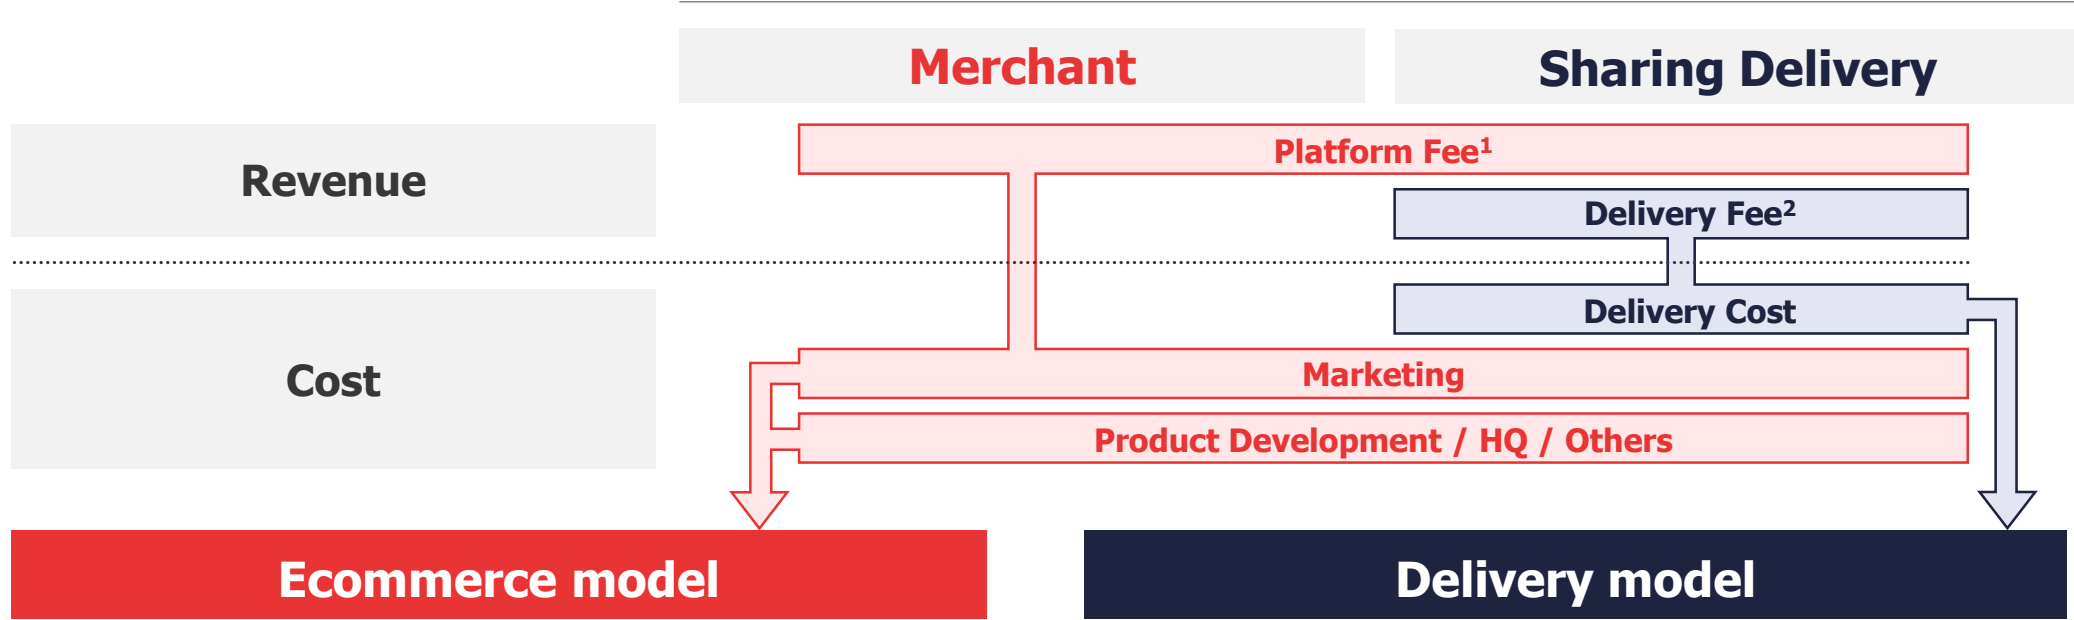 Merchant
Sharing Delivery
Revenue
Platform Fee¹
Delivery Fee²
Cost
Delivery Cost
Marketing
Product Development / HQ / Others
Ecommerce model
Delivery model